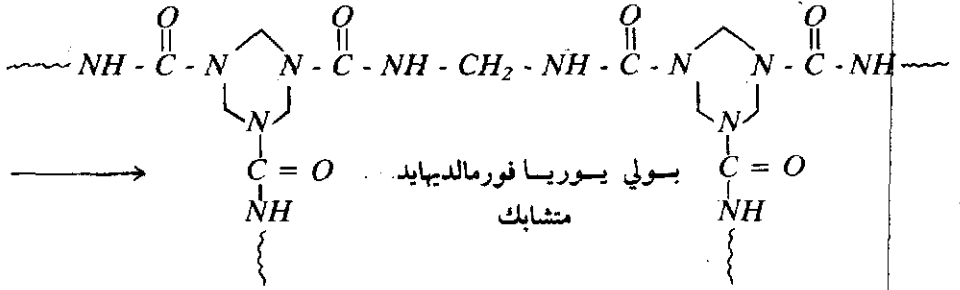 O O O O
NH - C - N N - C - NH - CH₂ - NH - C - N N - C - NH
N N
C = O بولي يوريا فورمالديهايد C = O
NH متشابك NH